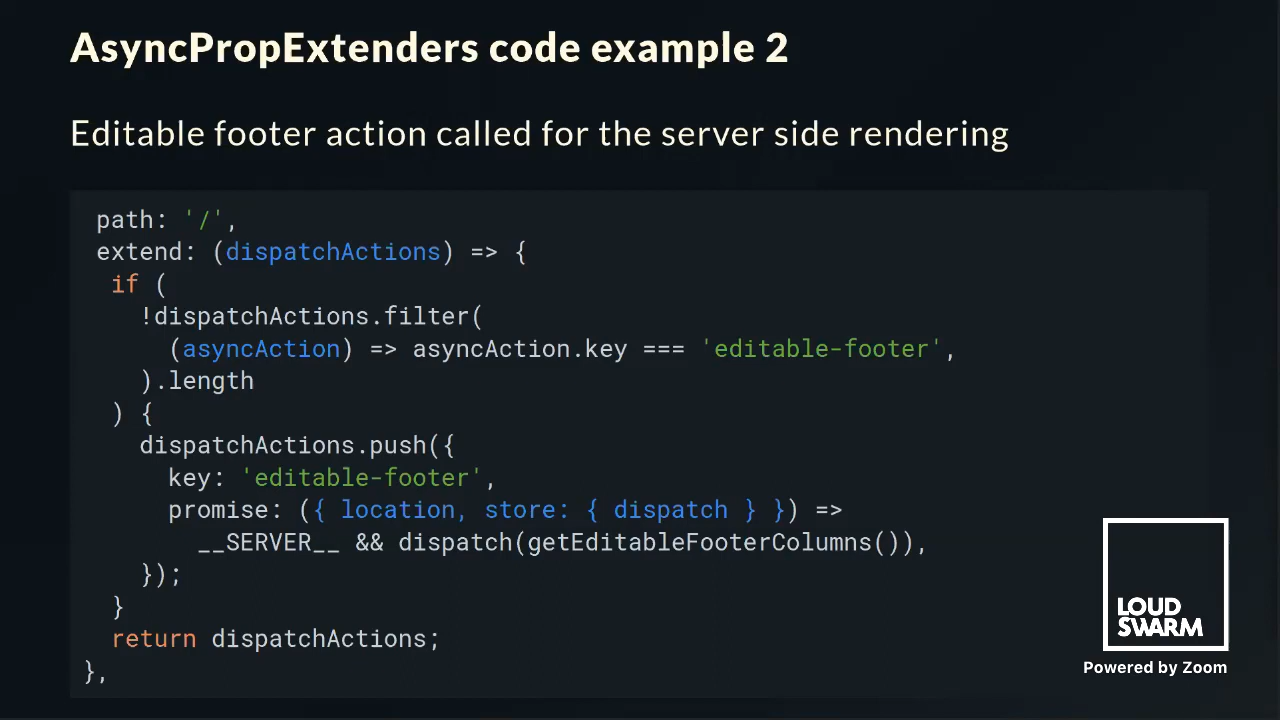 AsyncPropExtenders code example 2
Editable footer action called for the server side rendering
path: '/',
extend: (dispatchActions) => {
if (
!dispatchActions.filter(
(asyncAction) => asyncAction.key === 'editable-footer',
).length
) {
dispatchActions.push({
key: 'editable-footer',
promise: ({ location, store: { dispatch } }) =>
__SERVER__ && dispatch(getEditableFooterColumns()),
});
}
return dispatchActions;
},
LOUD
SWARM
Powered by Zoom